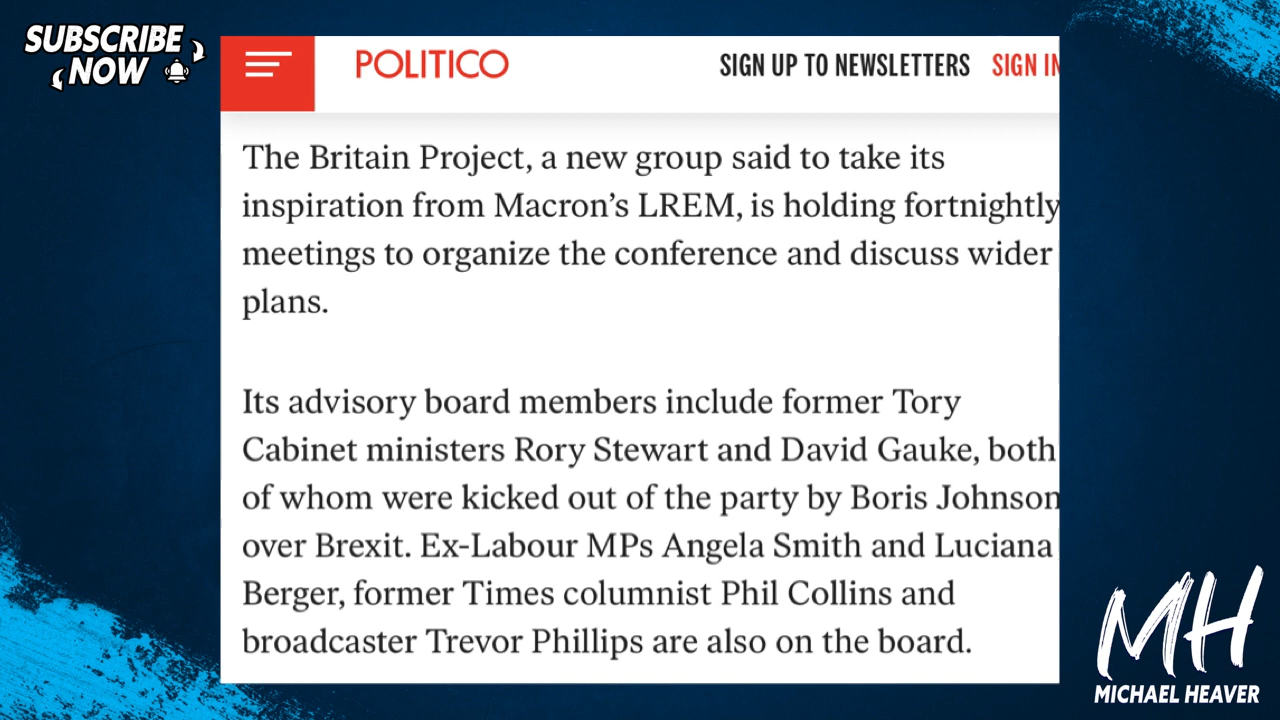 SUBSCRIBE
NOW
POLITICO
SIGN UP TO NEWSLETTERS SIGN IN
The Britain Project, a new group said to take its
inspiration from Macron’s LREM, is holding fortnightly
meetings to organize the conference and discuss wider
plans.
Its advisory board members include former Tory
Cabinet ministers Rory Stewart and David Gauke, both
of whom were kicked out of the party by Boris Johnson
over Brexit. Ex-Labour MPs Angela Smith and Luciana
Berger, former Times columnist Phil Collins and
broadcaster Trevor Phillips are also on the board.
MH
MICHAEL HEAVER